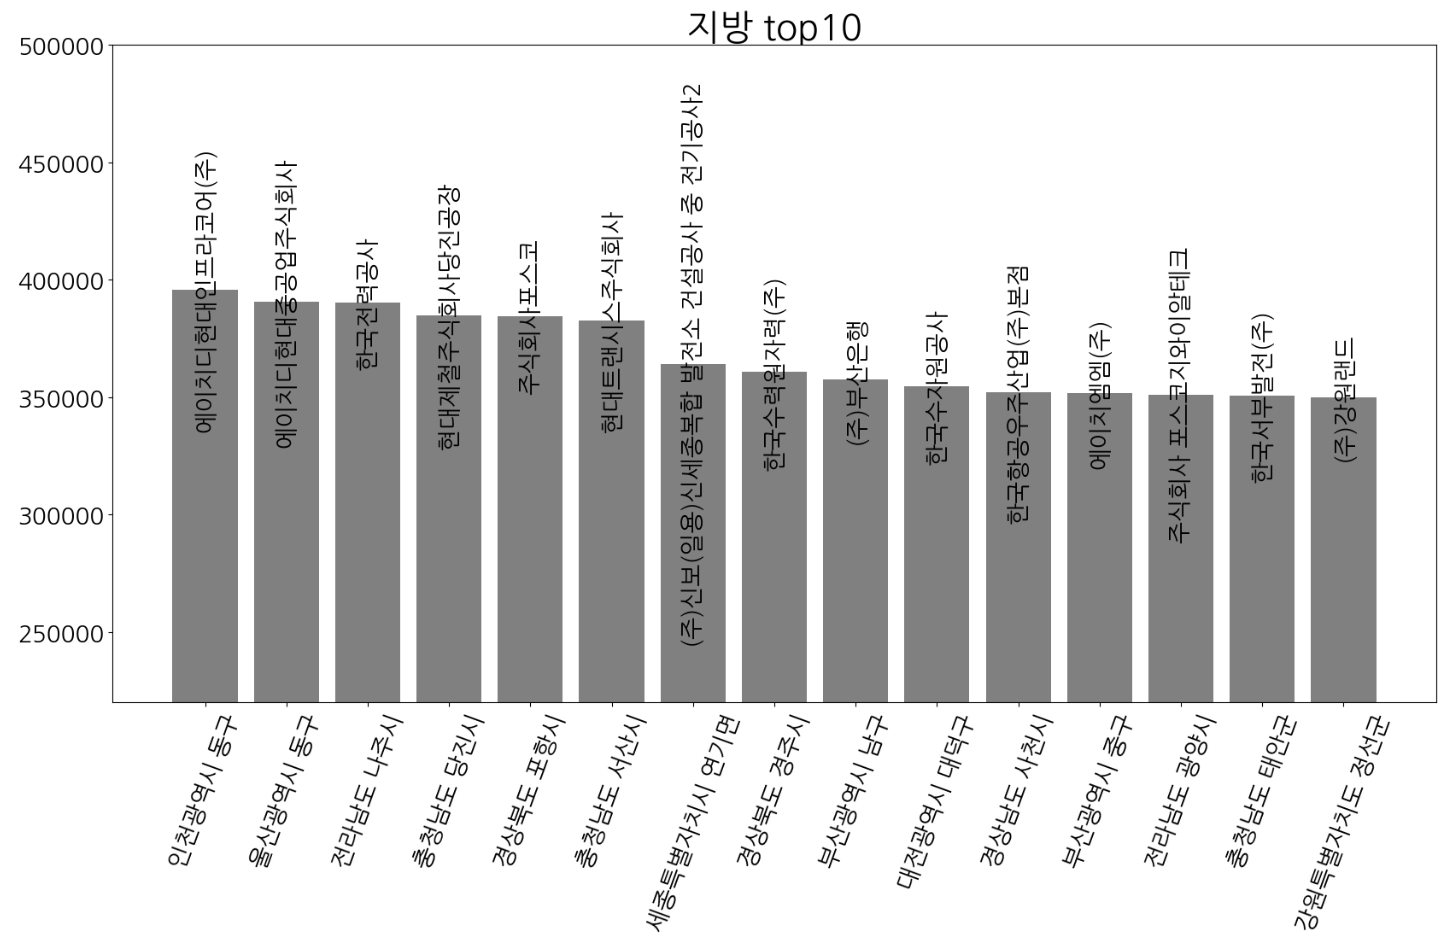 지방 top10
500000
450000
400000
350000
300000
250000
에이치디현대인프라코어(주)
에이치디현대중공업주식회사
한국전력공사
현대제철주식회사당진공장
주식회사포스코
현대트랜시스주식회사
(주)신보(일용)신세종복합 발전소 건설공사 중 전기공사2
한국수력원자력(주)
(주)부산은행
한국수자원공사
한국항공우주산업(주)본점
에이치엠엠(주)
주식회사 포스코지와이알테크
한국서부발전(주)
(주)강원랜드
인천광역시 동구
울산광역시 동구
전라남도 나주시
충청남도 당진시
경상북도 포항시
충청남도 서산시
세종특별자치시 연기면
경상북도 경주시
부산광역시 남구
대전광역시 대덕구
경상남도 사천시
부산광역시 중구
전라남도 광양시
충청남도 태안군
강원특별자치도 정선군